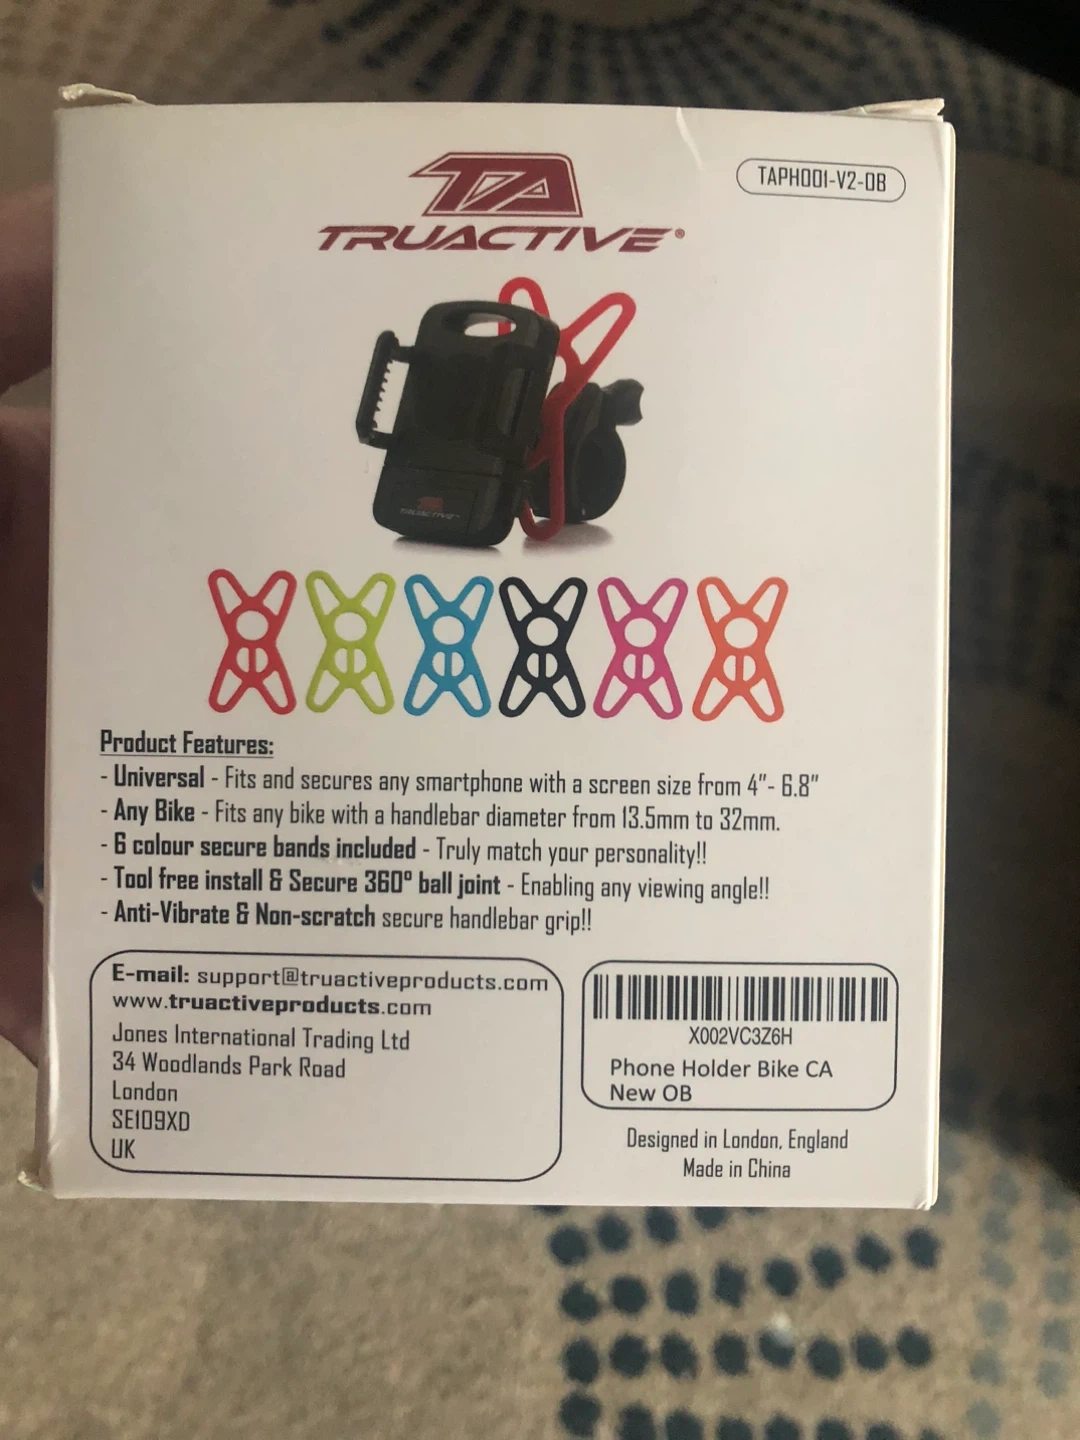 TA
TRUACTIVE®
TAPH001-V2-OB
TRUACTIVE
Product Features:
- Universal - Fits and secures any smartphone with a screen size from 4"- 6.8"
- Any Bike - Fits any bike with a handlebar diameter from 13.5mm to 32mm.
- 6 colour secure bands included - Truly match your personality!!
- Tool free install & Secure 360° ball joint - Enabling any viewing angle!!
- Anti-Vibrate & Non-scratch secure handlebar grip!!
E-mail: support@truactiveproducts.com
www.truactiveproducts.com
Jones International Trading Ltd
34 Woodlands Park Road
London
SE109XD
UK
X002VC3Z6H
Phone Holder Bike CA
New OB
Designed in London, England
Made in China